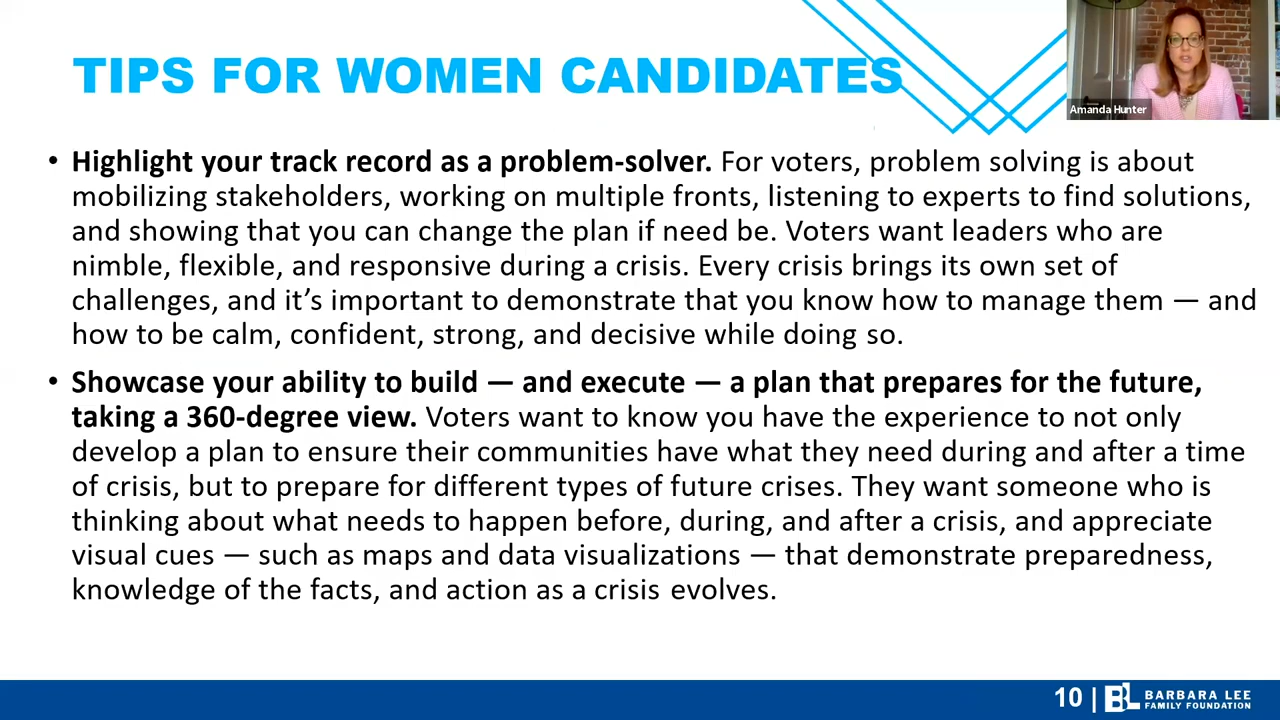 TIPS FOR WOMEN CANDIDATES
Amanda Hunter
• Highlight your track record as a problem-solver. For voters, problem solving is about
mobilizing stakeholders, working on multiple fronts, listening to experts to find solutions,
and showing that you can change the plan if need be. Voters want leaders who are
nimble, flexible, and responsive during a crisis. Every crisis brings its own set of
challenges, and it’s important to demonstrate that you know how to manage them — and
how to be calm, confident, strong, and decisive while doing so.
• Showcase your ability to build — and execute — a plan that prepares for the future,
taking a 360-degree view. Voters want to know you have the experience to not only
develop a plan to ensure their communities have what they need during and after a time
of crisis, but to prepare for different types of future crises. They want someone who is
thinking about what needs to happen before, during, and after a crisis, and appreciate
visual cues — such as maps and data visualizations — that demonstrate preparedness,
knowledge of the facts, and action as a crisis evolves.
10 | BL BARBARA LEE
FAMILY FOUNDATION